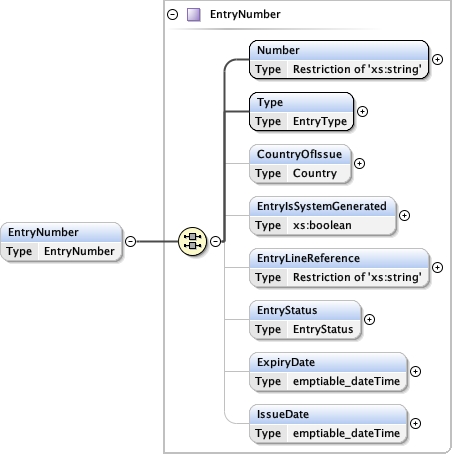 EntryNumber
Number
Type Restriction of 'xs:string'
Type
Type EntryType
CountryOfIssue
Type Country
EntryIsSystemGenerated
Type xs:boolean
EntryNumber
Type EntryNumber
EntryLineReference
Type Restriction of 'xs:string'
EntryStatus
Type EntryStatus
ExpiryDate
Type emptiable_dateTime
IssueDate
Type emptiable_dateTime